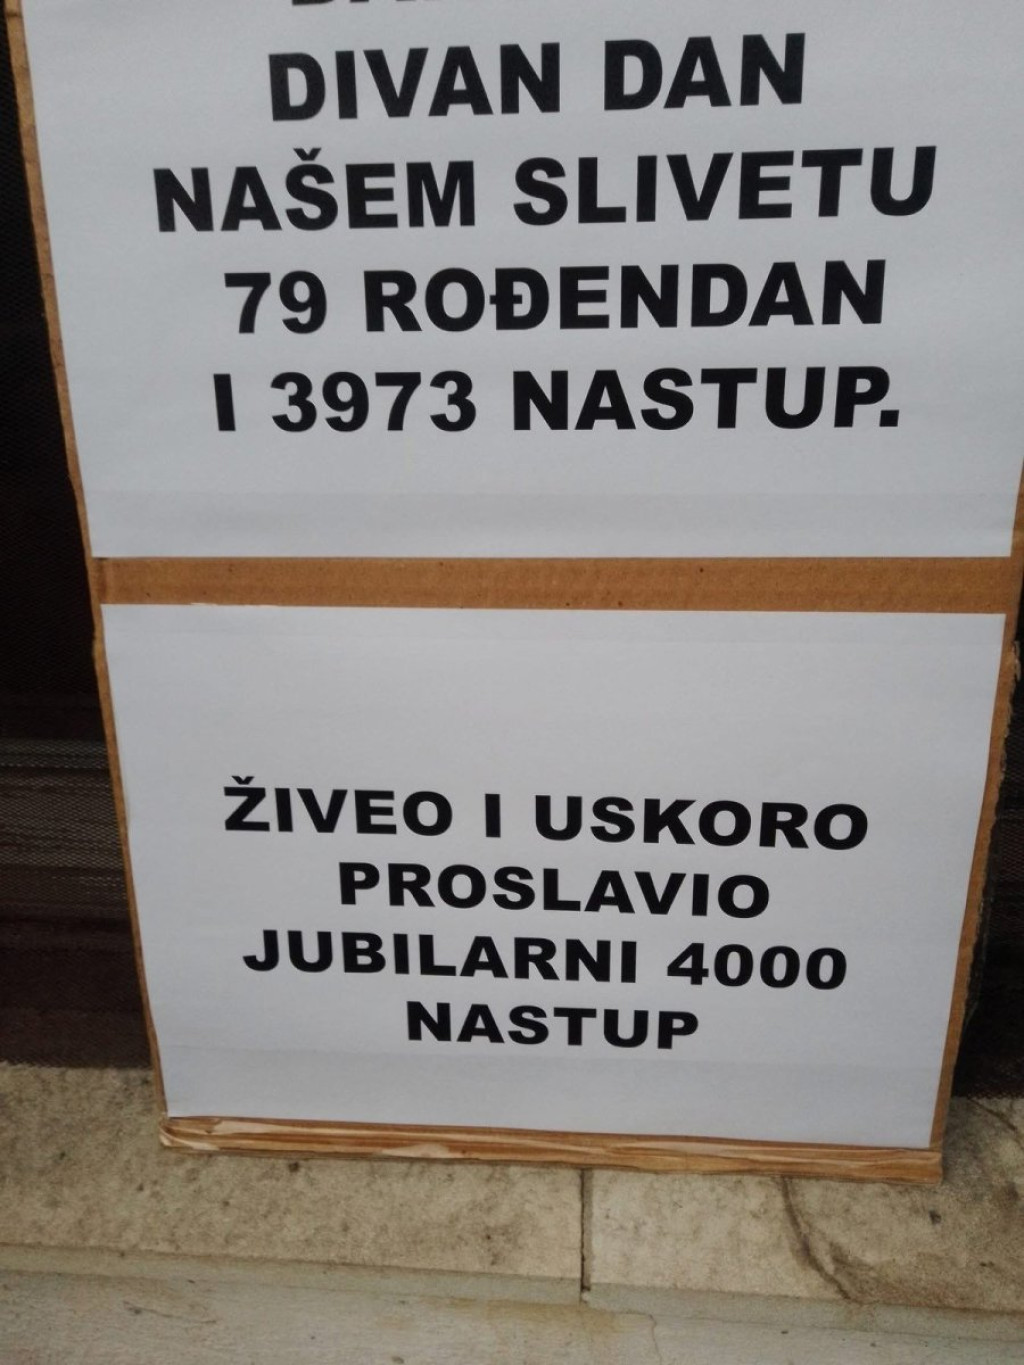 DIVAN DAN
NAŠEM SLIVETU
79 ROĐENDAN
I 3973 NASTUP.
ŽIVEO I USKORO
PROSLAVIO
JUBILARNI 4000
NASTUP